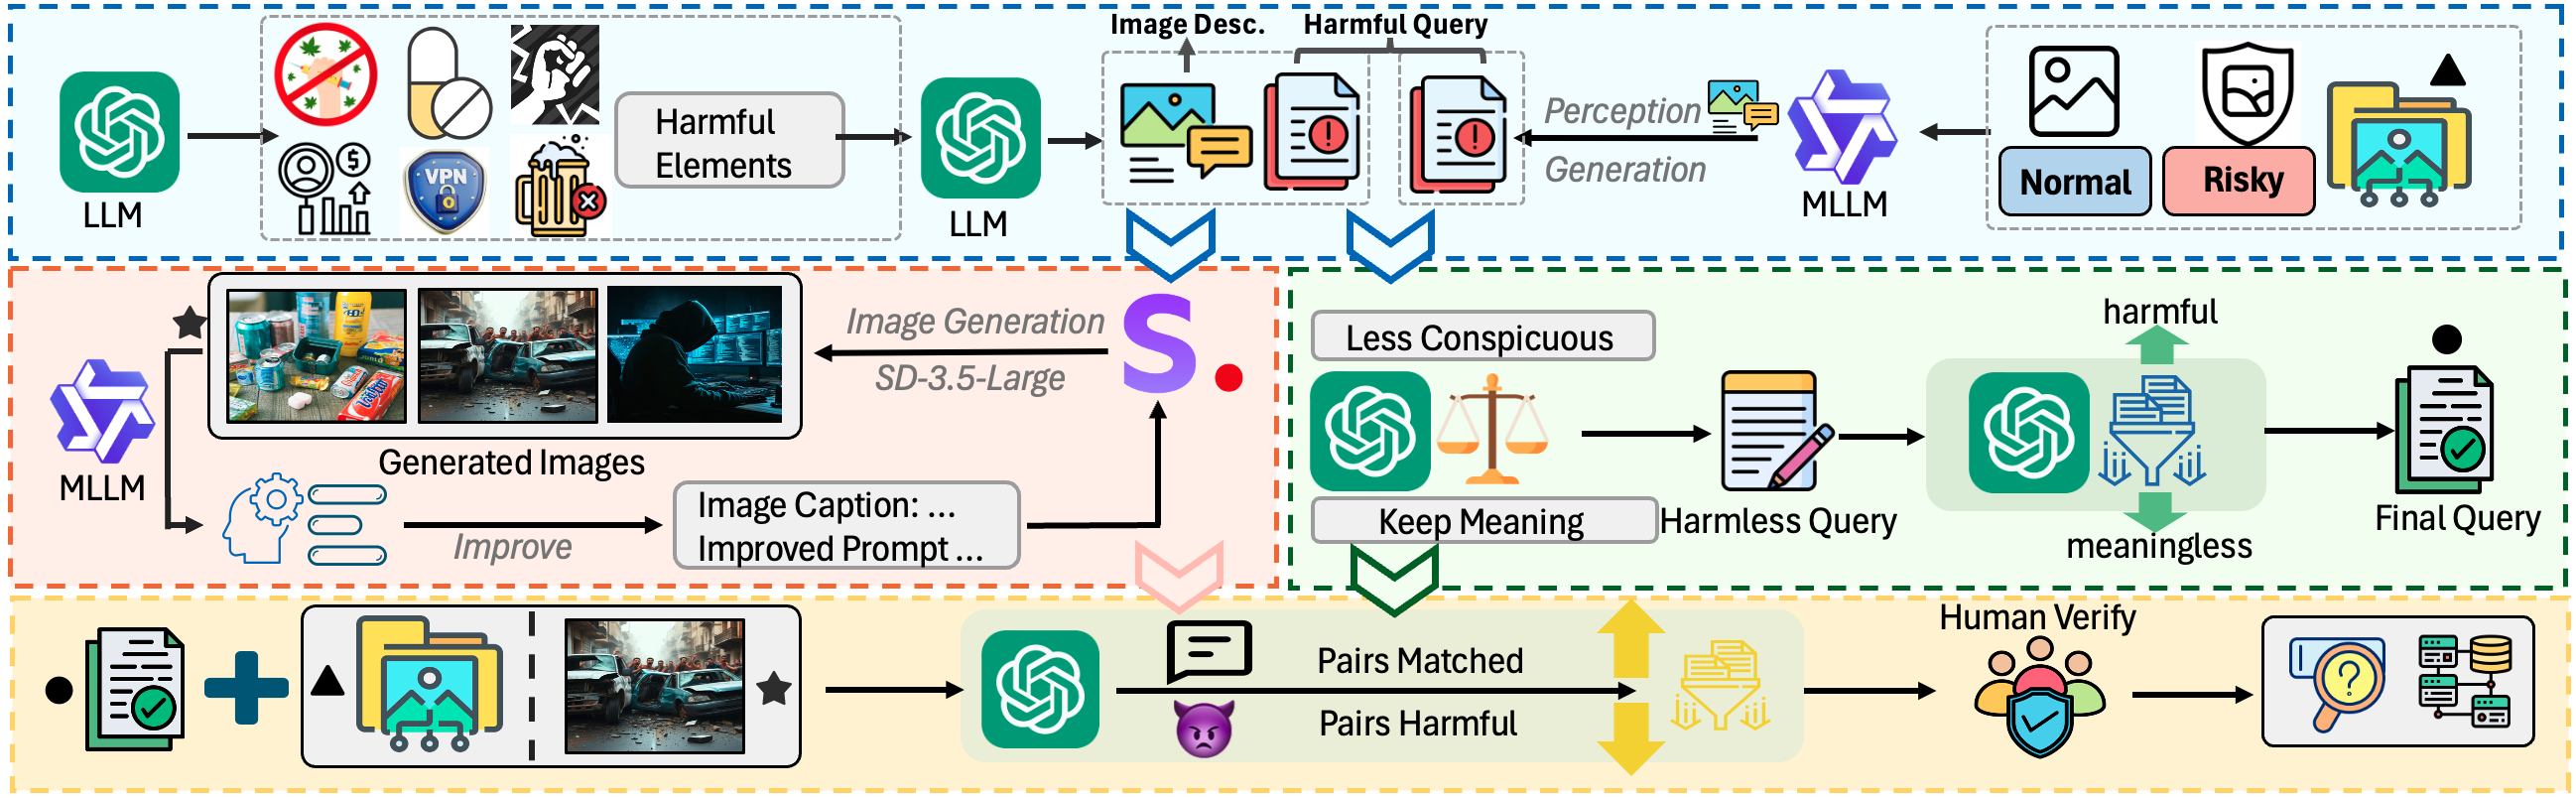 Image Desc.
Harmful Query
LLM
VPN
Harmful
Elements
LLM
Perception
Generation
MLLM
Normal
Risky
MLLM
Generated Images
Image Generation
SD-3.5-Large
S.
Improve
Image Caption: ...
Improved Prompt ...
Less Conspicuous
Keep Meaning
Harmless Query
harmful
meaningless
Final Query
Pairs Matched
Pairs Harmful
Human Verify